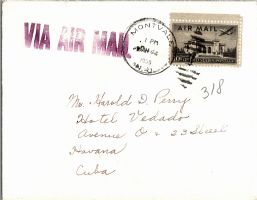 VIA AIR MAIL
MONTVALE
1 PM
N.J.
AIR MAIL
Mr. Harold D. Perry 318
Hotel Vedado
Avenue O + 23 Street
Havana
Cuba